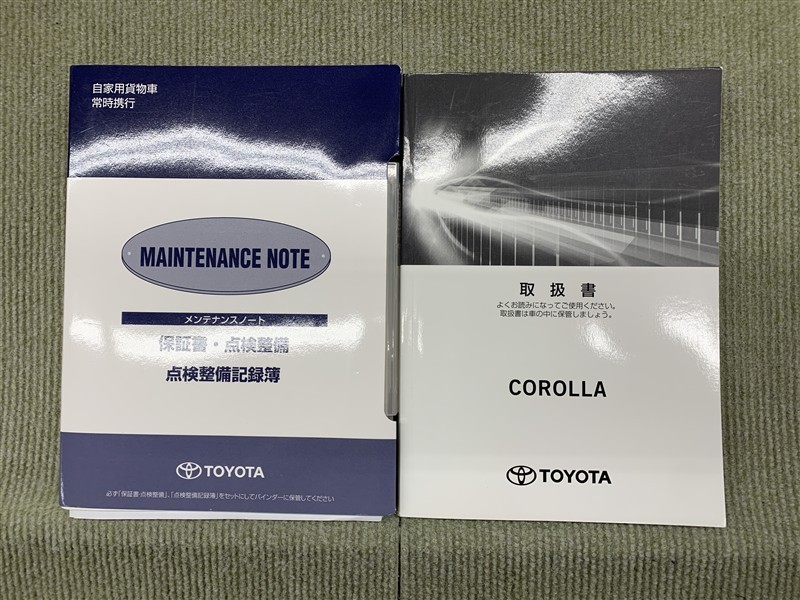 自家用貨物車
常時携行
MAINTENANCE NOTE
メンテナンスノート
保証書・点検整備
点検整備記録簿
TOYOTA
必ず「保証書・点検整備」、「点検整備記録簿」をセットにしてバインダーに保管してください
取扱書
よくお読みになってご使用ください。
取扱書は車の中に保管しましょう。
COROLLA
TOYOTA